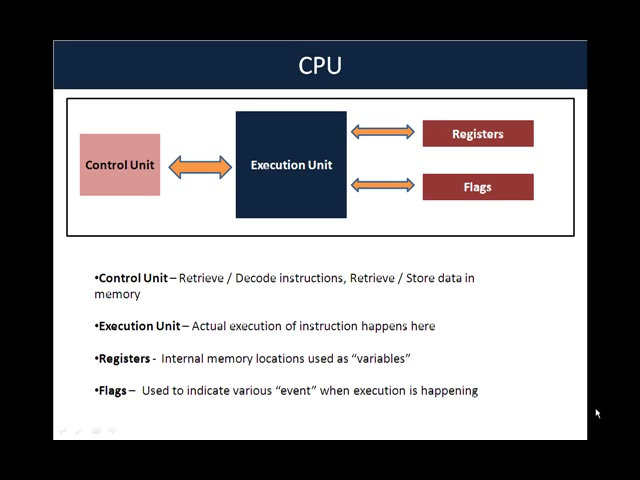 CPU
Control Unit
Execution Unit
Registers
Flags
•Control Unit – Retrieve / Decode instructions, Retrieve / Store data in
memory
•Execution Unit – Actual execution of instruction happens here
•Registers - Internal memory locations used as “variables”
•Flags – Used to indicate various “event” when execution is happening